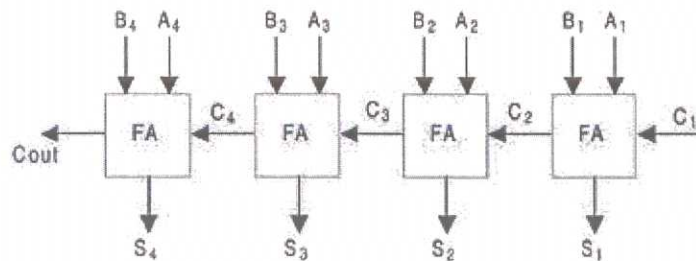 B₄ A₄ B₃ A₃ B₂ A₂ B₁ A₁
FA C₄ FA C₃ FA C₂ FA C₁
Cout
S₄ S₃ S₂ S₁